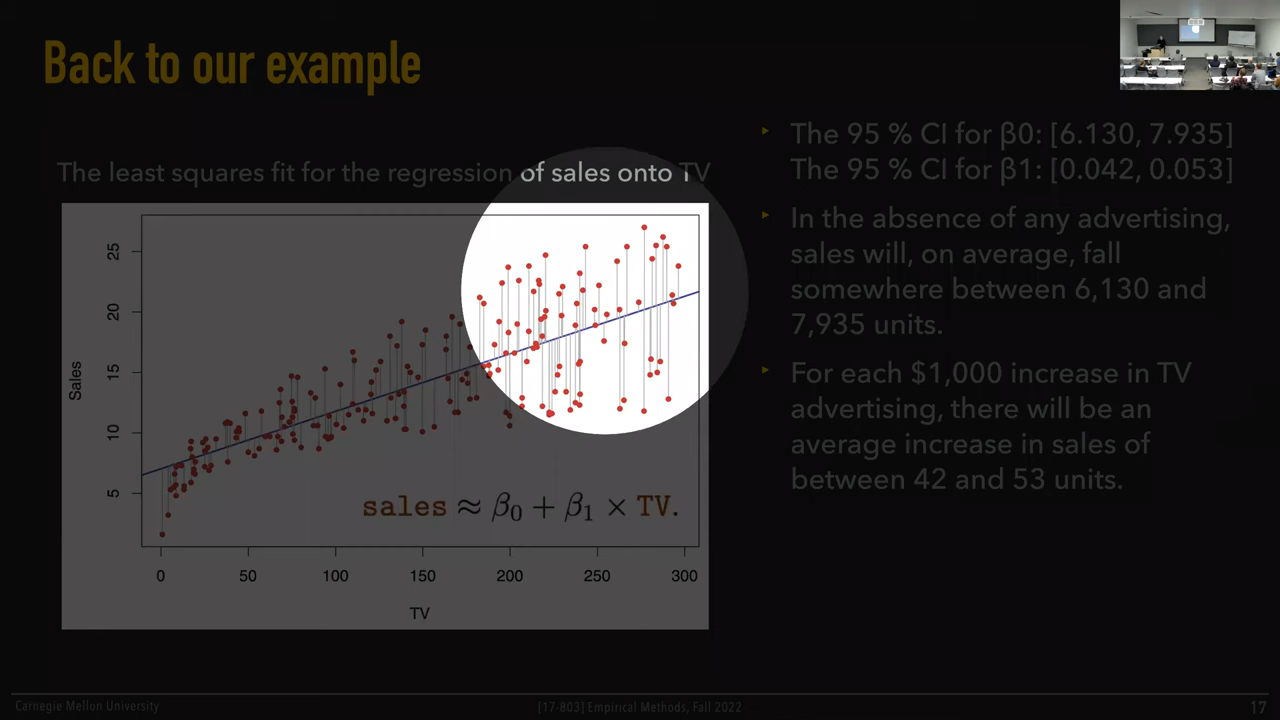 Back to our example
The least squares fit for the regression of sales onto TV
25
20
15
10
5
Sales
sales ≈ β0 + β1 × TV.
0 50 100 150 200 250 300
TV
‣ The 95 % CI for β0: [6.130, 7.935]
The 95 % CI for β1: [0.042, 0.053]
‣ In the absence of any advertising,
sales will, on average, fall
somewhere between 6,130 and
7,935 units.
‣ For each $1,000 increase in TV
advertising, there will be an
average increase in sales of
between 42 and 53 units.
Carnegie Mellon University
[17-803] Empirical Methods, Fall 2022
17